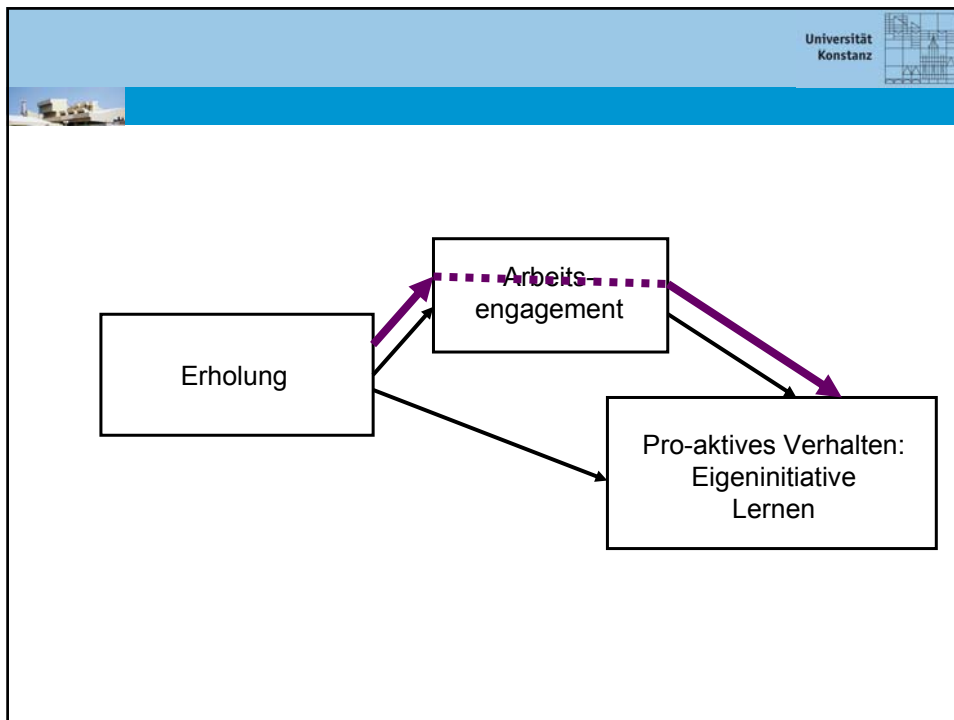 Universität
Konstanz
Arbeits-
engagement
Erholung
Pro-aktives Verhalten:
Eigeninitiative
Lernen